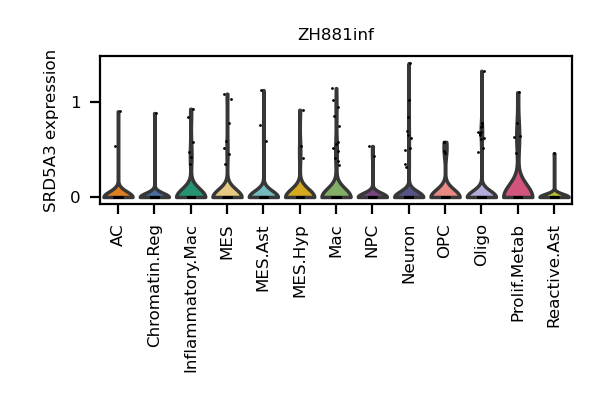 ZH881inf
SRD5A3 expression
1
0
AC
Chromatin.Reg
Inflammatory.Mac
MES
MES.Ast
MES.Hyp
Mac
NPC
Neuron
OPC
Oligo
Prolif.Metab
Reactive.Ast